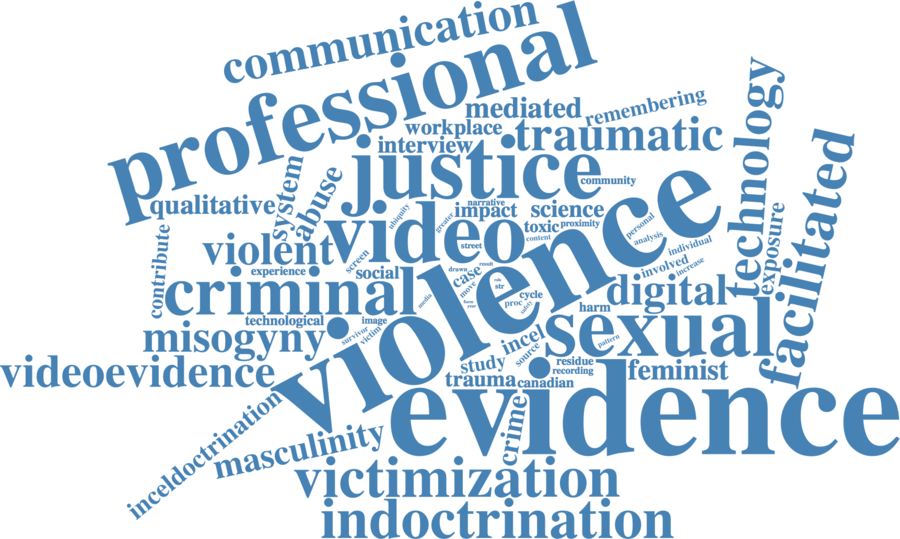 communication
professional
mediated
remembering
workplace
traumatic
interview
justice
technology
system
abuse
community
facilitated
qualitative
narrative
ubiquity
greater
impact
science
personal
violent
video
toxic
proximity
content
analysis
contribute
screen
street
violence
individual
exposure
experience
social
drawn
result
case
involved
increase
criminal
move
str
digital
media
cycle
proc
safety
harm
technological
image
sexual
misogyny
survivor
victim
incel
pattern
source
videoevidence
study
residue
recording
feminist
trauma
canadian
evidence
inceldoctrination
masculinity
crime
victimization
indoctrination